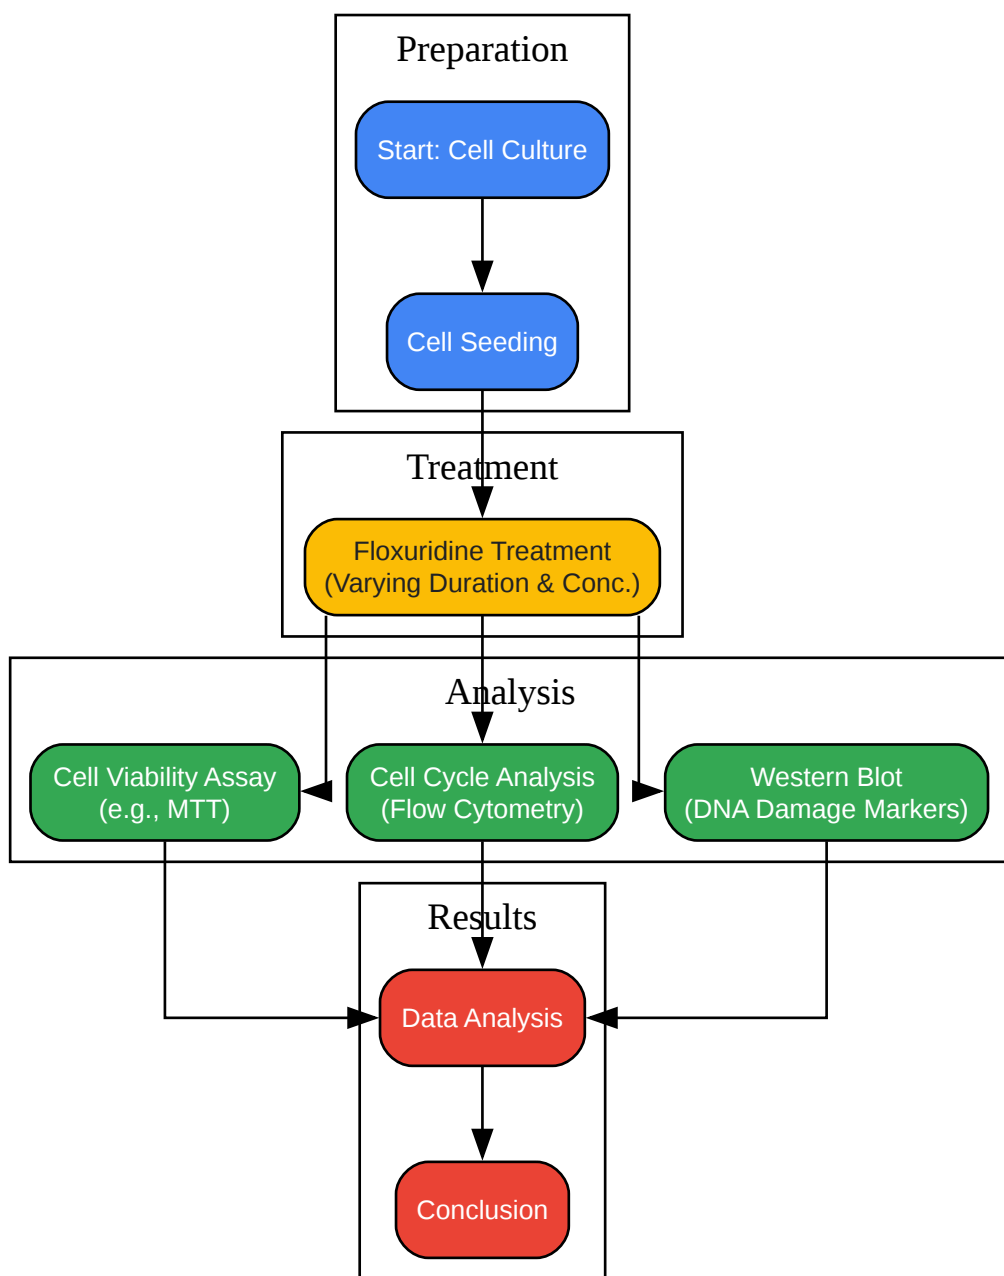 Preparation
Start: Cell Culture
Cell Seeding
Treatment
Floxuridine Treatment
(Varying Duration & Conc.)
Analysis
Cell Viability Assay
(e.g., MTT)
Cell Cycle Analysis
(Flow Cytometry)
Western Blot
(DNA Damage Markers)
Results
Data Analysis
Conclusion